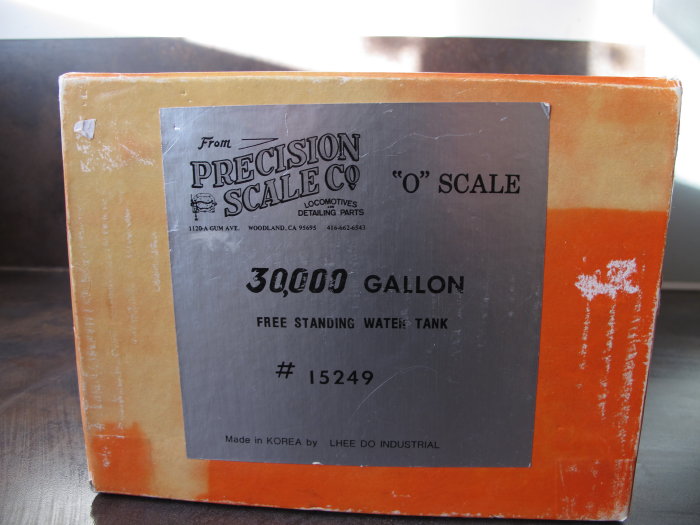 From
PRECISION
SCALE CO
LOCOMOTIVES
AND
DETAILING PARTS
1120-A GUM AVE. WOODLAND, CA 95695 416-662-6543
"O" SCALE
30,000 GALLON
FREE STANDING WATER TANK
# 15249
Made in KOREA by LHEE DO INDUSTRIAL